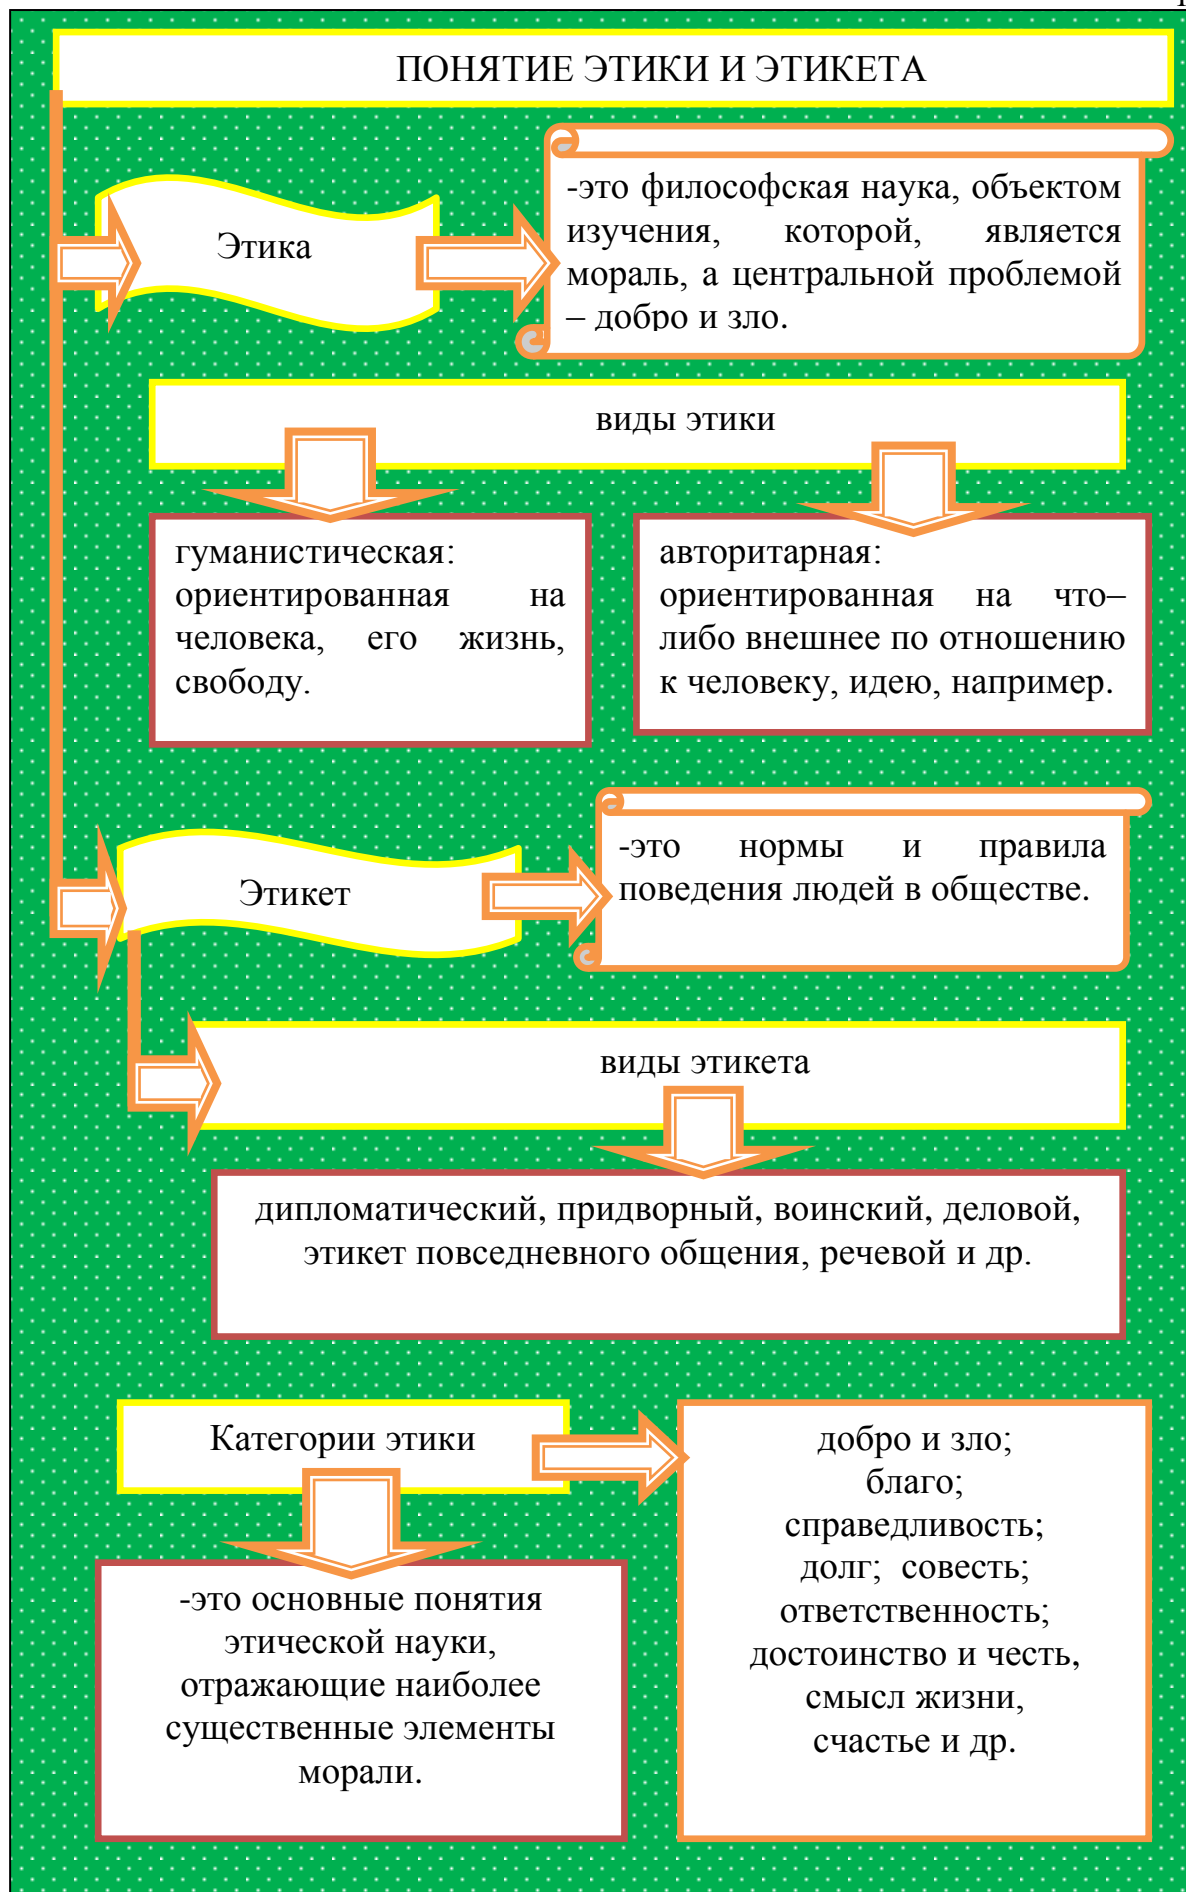 ПОНЯТИЕ ЭТИКИ И ЭТИКЕТА
Этика
-это философская наука, объектом
изучения, которой, является
мораль, а центральной проблемой
– добро и зло.
виды этики
гуманистическая:
ориентированная на
человека, его жизнь,
свободу.
авторитарная:
ориентированная на что–
либо внешнее по отношению
к человеку, идею, например.
Этикет
-это нормы и правила
поведения людей в обществе.
виды этикета
дипломатический, придворный, воинский, деловой,
этикет повседневного общения, речевой и др.
Категории этики
-это основные понятия
этической науки,
отражающие наиболее
существенные элементы
морали.
добро и зло;
благо;
справедливость;
долг; совесть;
ответственность;
достоинство и честь,
смысл жизни,
счастье и др.